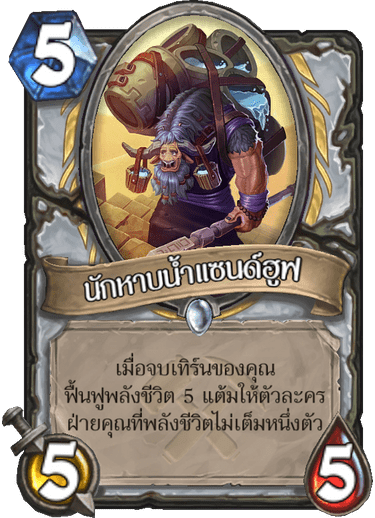 5
นักหาบน้ำแซนด์ฮูฟ
เมื่อจบเทิร์นของคุณ
ฟื้นฟูพลังชีวิต 5 แต้มให้ตัวละคร
ฝ่ายคุณที่พลังชีวิตไม่เต็มหนึ่งตัว
5
5